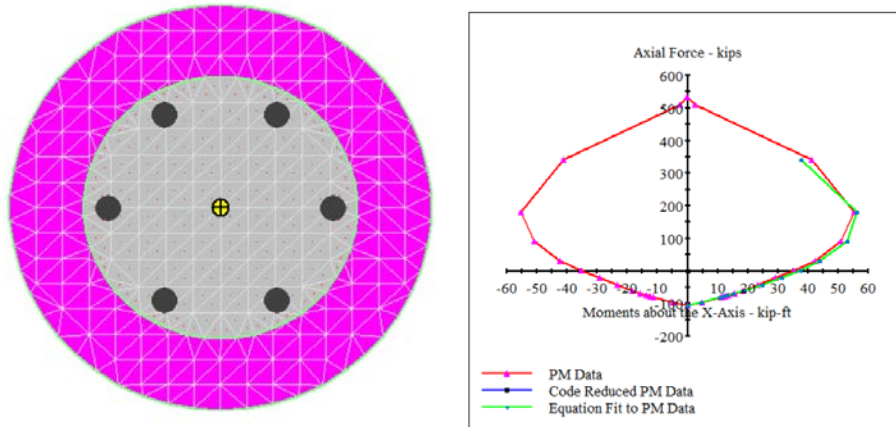 Axial Force - kips
600
500
400
300
200
100
-60 -50 -40 -30 -20 -10 0 10 20 30 40 50 60
-100
Moments about the X-Axis - kip-ft
-200
PM Data
Code Reduced PM Data
Equation Fit to PM Data